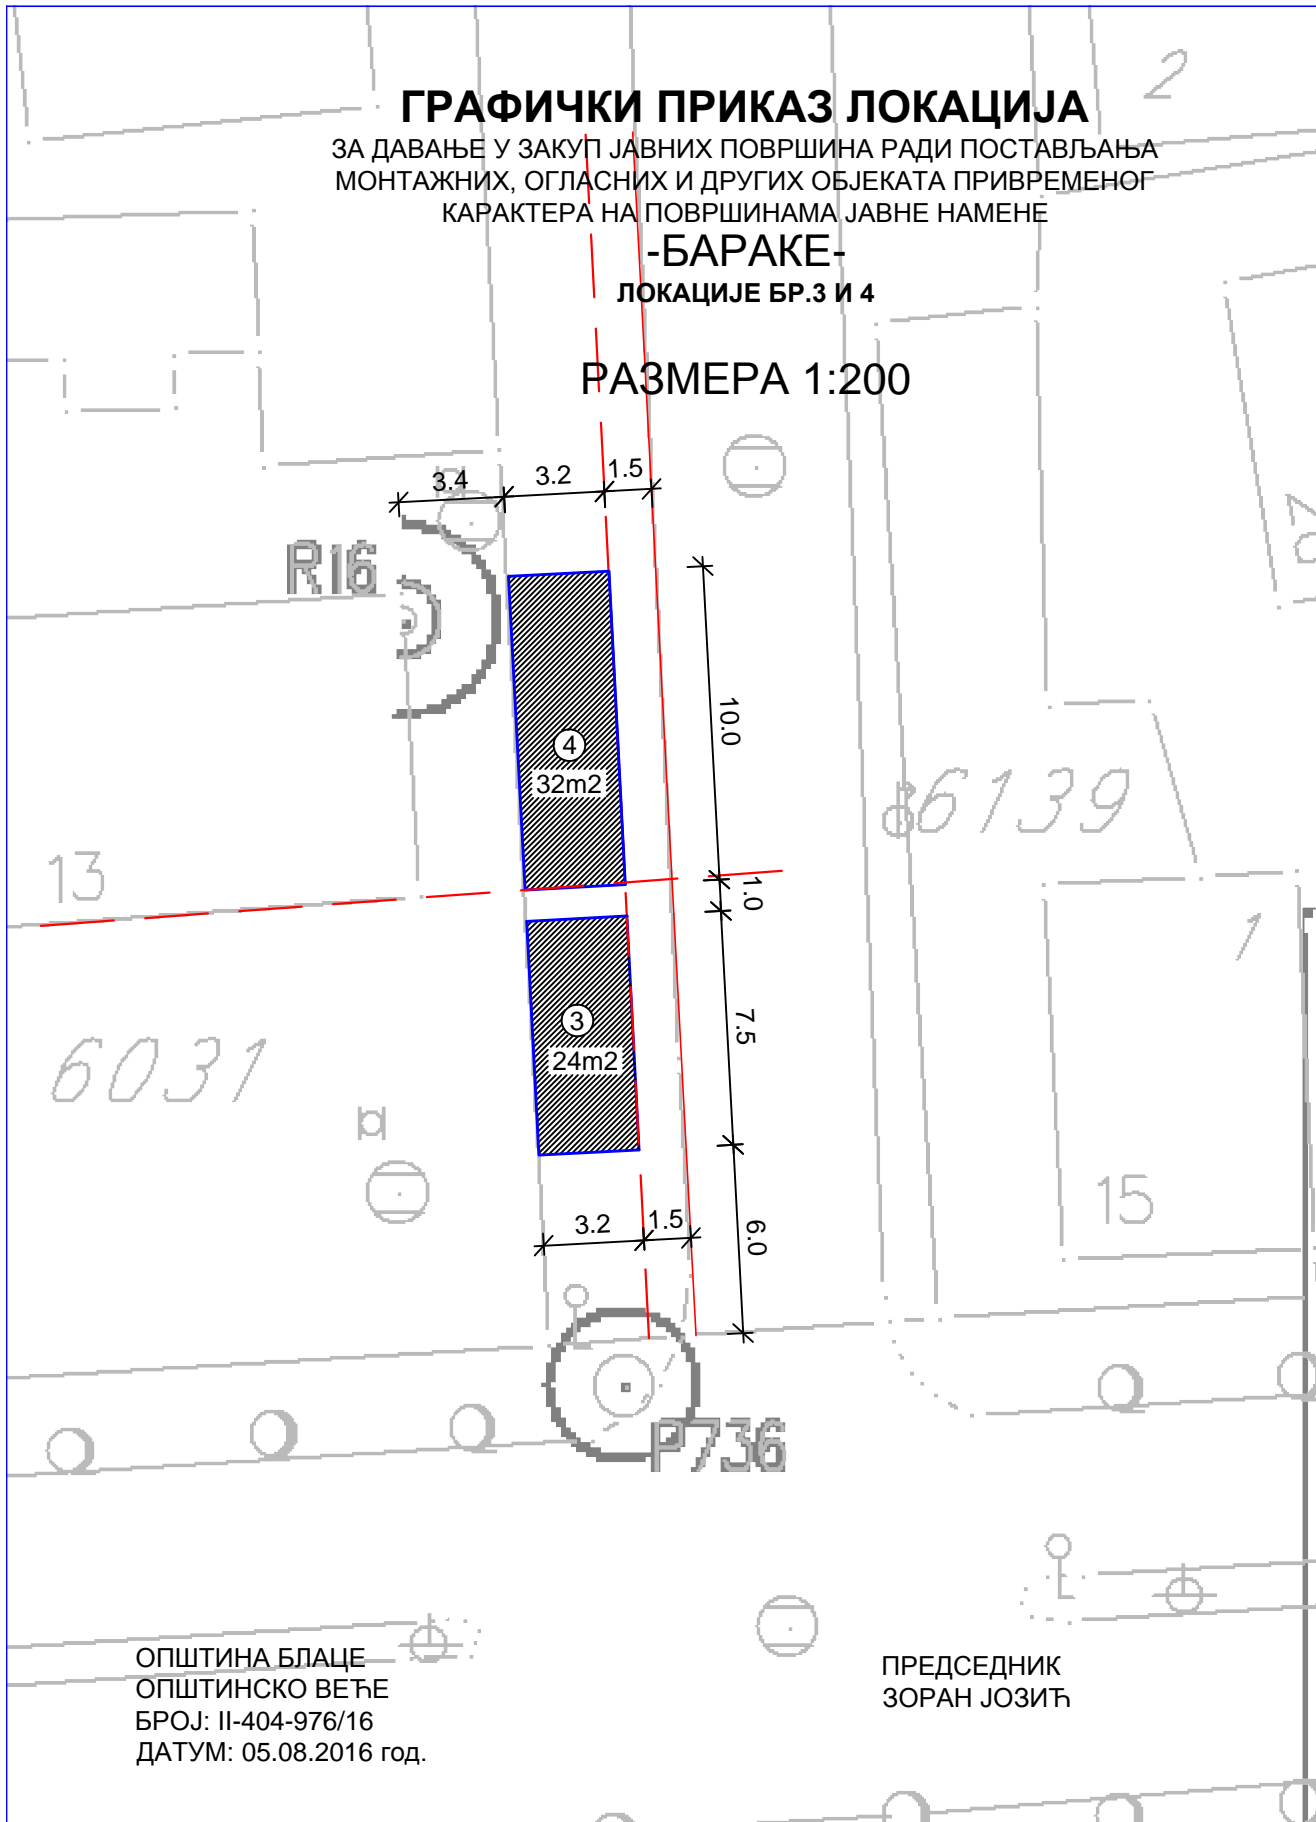 2
ГРАФИЧКИ ПРИКАЗ ЛОКАЦИЈА
ЗА ДАВАЊЕ У ЗАКУП ЈАВНИХ ПОВРШИНА РАДИ ПОСТАВЉАЊА
МОНТАЖНИХ, ОГЛАСНИХ И ДРУГИХ ОБЈЕКАТА ПРИВРЕМЕНОГ
КАРАКТЕРА НА ПОВРШИНАМА ЈАВНЕ НАМЕНЕ
-БАРАКЕ-
ЛОКАЦИЈЕ БР.3 И 4
РАЗМЕРА 1:200
3.4
3.2
1.5
R16
10.0
4
32m2
6139
13
1.0
1
3
24m2
7.5
6031
15
3.2
1.5
6.0
P736
ОПШТИНА БЛАЦЕ
ОПШТИНСКО ВЕЋЕ
БРОЈ: II-404-976/16
ДАТУМ: 05.08.2016 год.
ПРЕДСЕДНИК
ЗОРАН ЈОЗИЋ